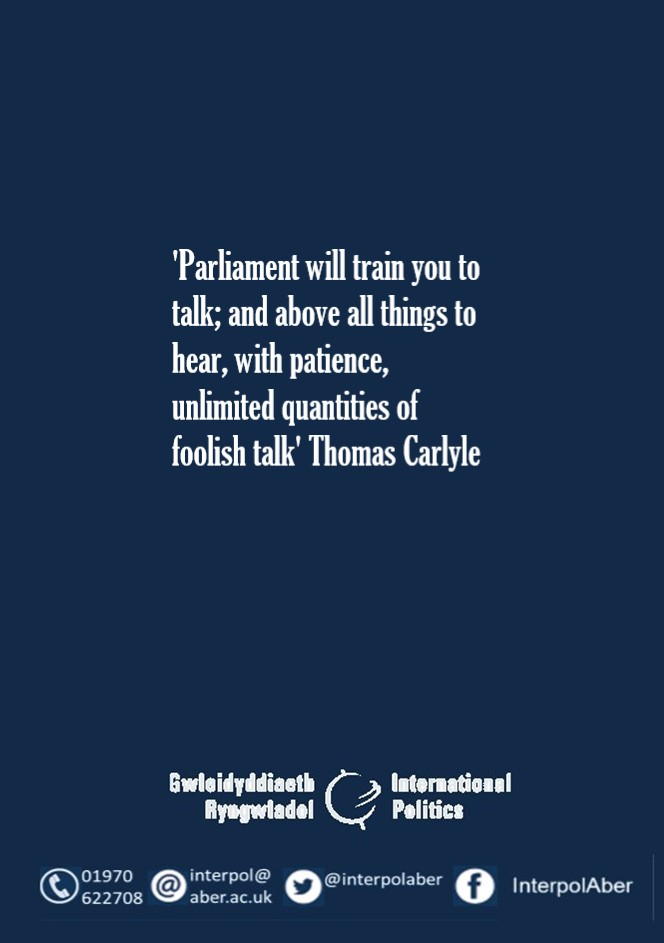 'Parliament will train you to
talk; and above all things to
hear, with patience,
unlimited quantities of
foolish talk' Thomas Carlyle
Gwleidyddiaeth
Ryngwladol
International
Politics
01970
622708
interpol@
aber.ac.uk
@interpolaber
InterpolAber